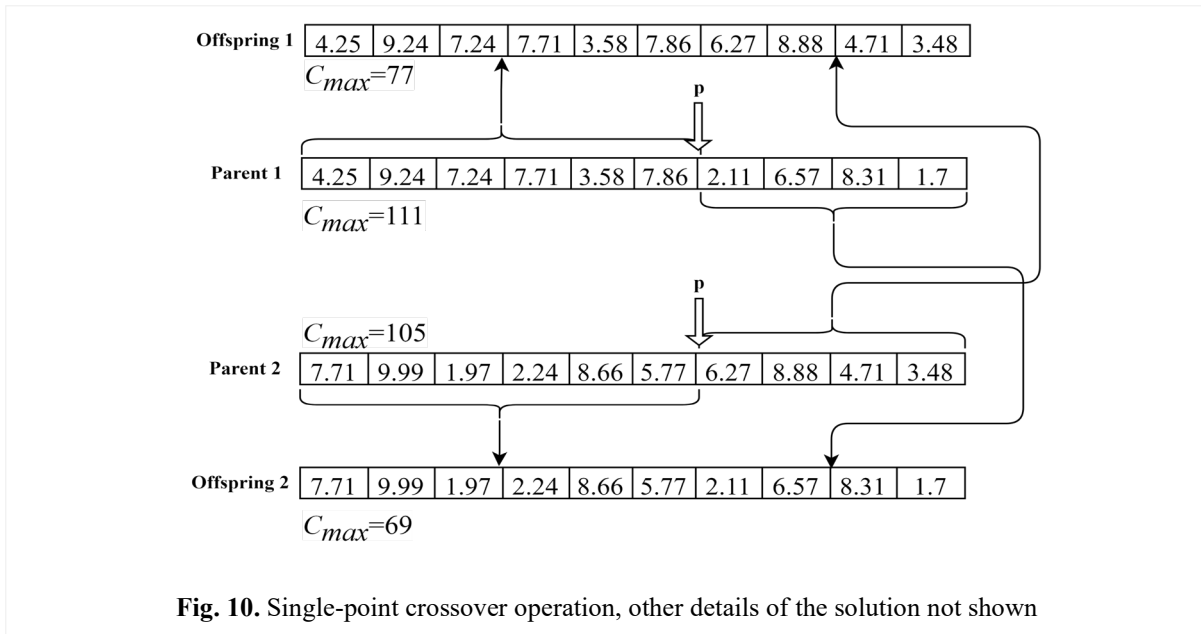 Offspring 1 4.25 9.24 7.24 7.71 3.58 7.86 6.27 8.88 4.71 3.48
Cmax=77
p
Parent 1 4.25 9.24 7.24 7.71 3.58 7.86 2.11 6.57 8.31 1.7
Cmax=111
p
Cmax=105
Parent 2 7.71 9.99 1.97 2.24 8.66 5.77 6.27 8.88 4.71 3.48
Offspring 2 7.71 9.99 1.97 2.24 8.66 5.77 2.11 6.57 8.31 1.7
Cmax=69
Fig. 10. Single-point crossover operation, other details of the solution not shown